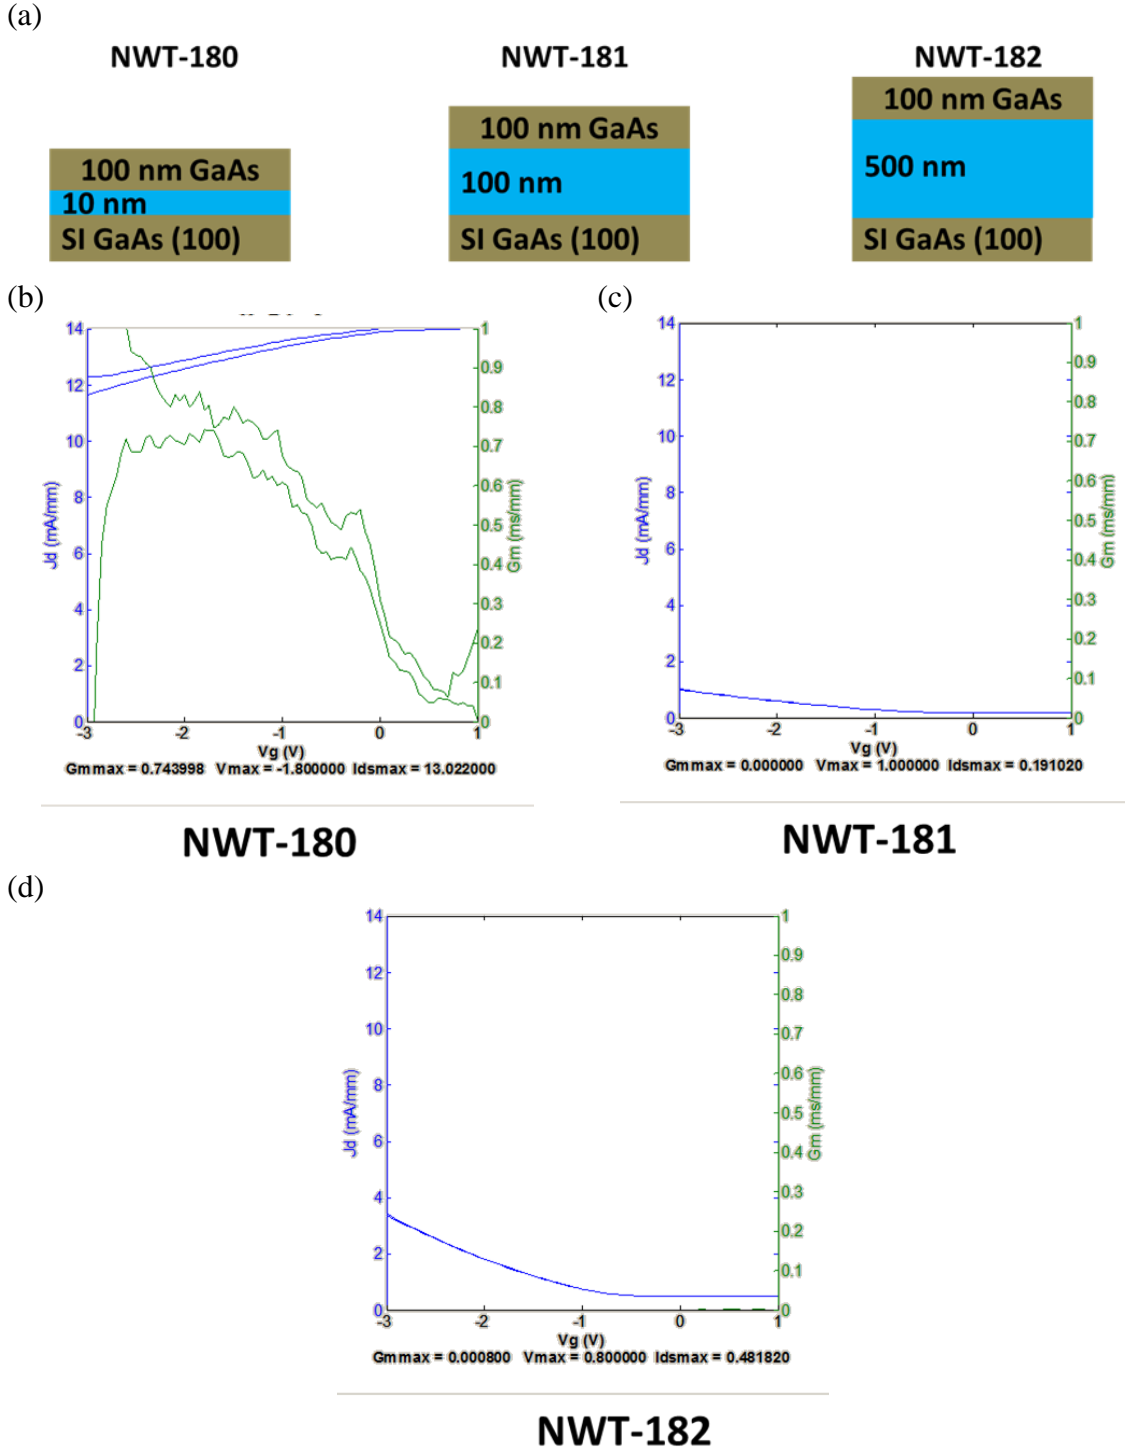 (a)
NWT-180
NWT-181
NWT-182
100 nm GaAs
10 nm
SI GaAs (100)
100 nm GaAs
100 nm
SI GaAs (100)
100 nm GaAs
500 nm
SI GaAs (100)
(b)
14
12
10
8
6
4
2
0
Jd (mA/mm)
1
0.9
0.8
0.7
0.6
0.5
0.4
0.3
0.2
0.1
0
Gm (ms/mm)
-3 -2 -1 0 1
Vg (V)
Gmmax = 0.743998 Vmax = -1.800000 Idsmax = 13.022000
NWT-180
(c)
14
12
10
8
6
4
2
0
Jd (mA/mm)
1
0.9
0.8
0.7
0.6
0.5
0.4
0.3
0.2
0.1
0
Gm (ms/mm)
-3 -2 -1 0 1
Vg (V)
Gmmax = 0.000000 Vmax = 1.000000 Idsmax = 0.191020
NWT-181
(d)
14
12
10
8
6
4
2
0
Jd (mA/mm)
1
0.9
0.8
0.7
0.6
0.5
0.4
0.3
0.2
0.1
0
Gm (ms/mm)
-3 -2 -1 0 1
Vg (V)
Gmmax = 0.000800 Vmax = 0.800000 Idsmax = 0.481820
NWT-182